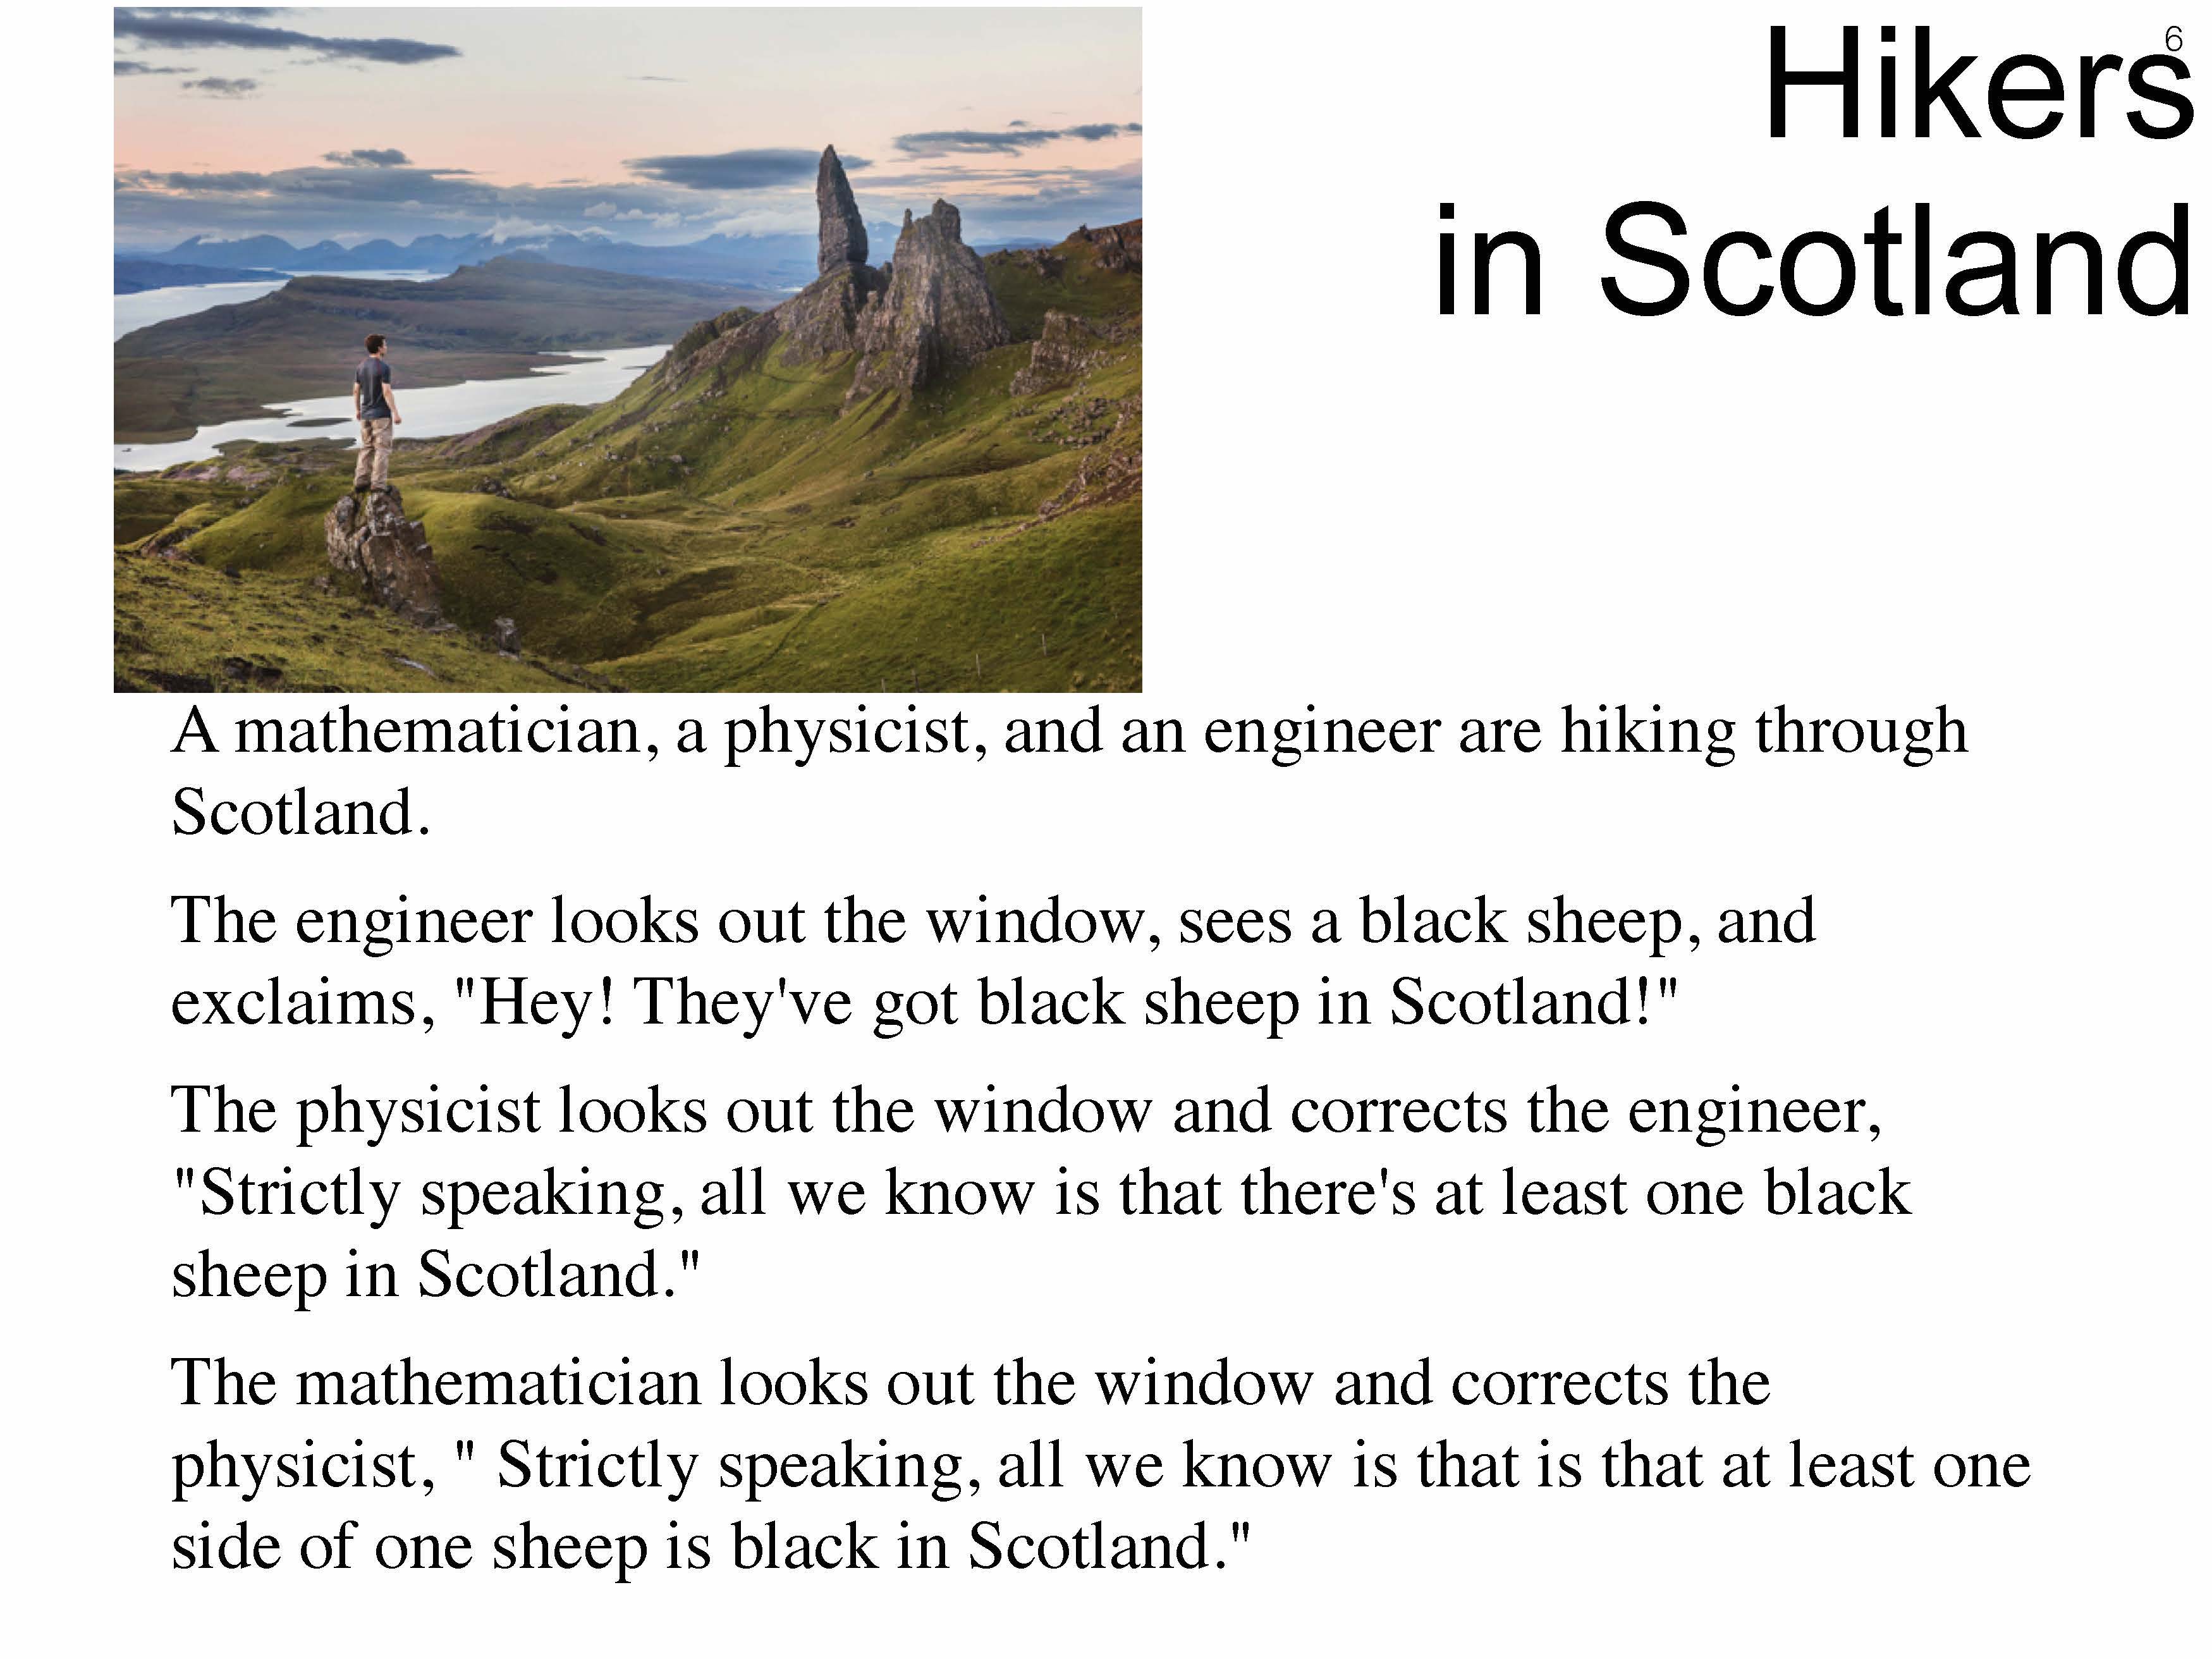 6
Hikers
in Scotland
A mathematician, a physicist, and an engineer are hiking through
Scotland.
The engineer looks out the window, sees a black sheep, and
exclaims, "Hey! They've got black sheep in Scotland!"
The physicist looks out the window and corrects the engineer,
"Strictly speaking, all we know is that there's at least one black
sheep in Scotland."
The mathematician looks out the window and corrects the
physicist, " Strictly speaking, all we know is that is that at least one
side of one sheep is black in Scotland."